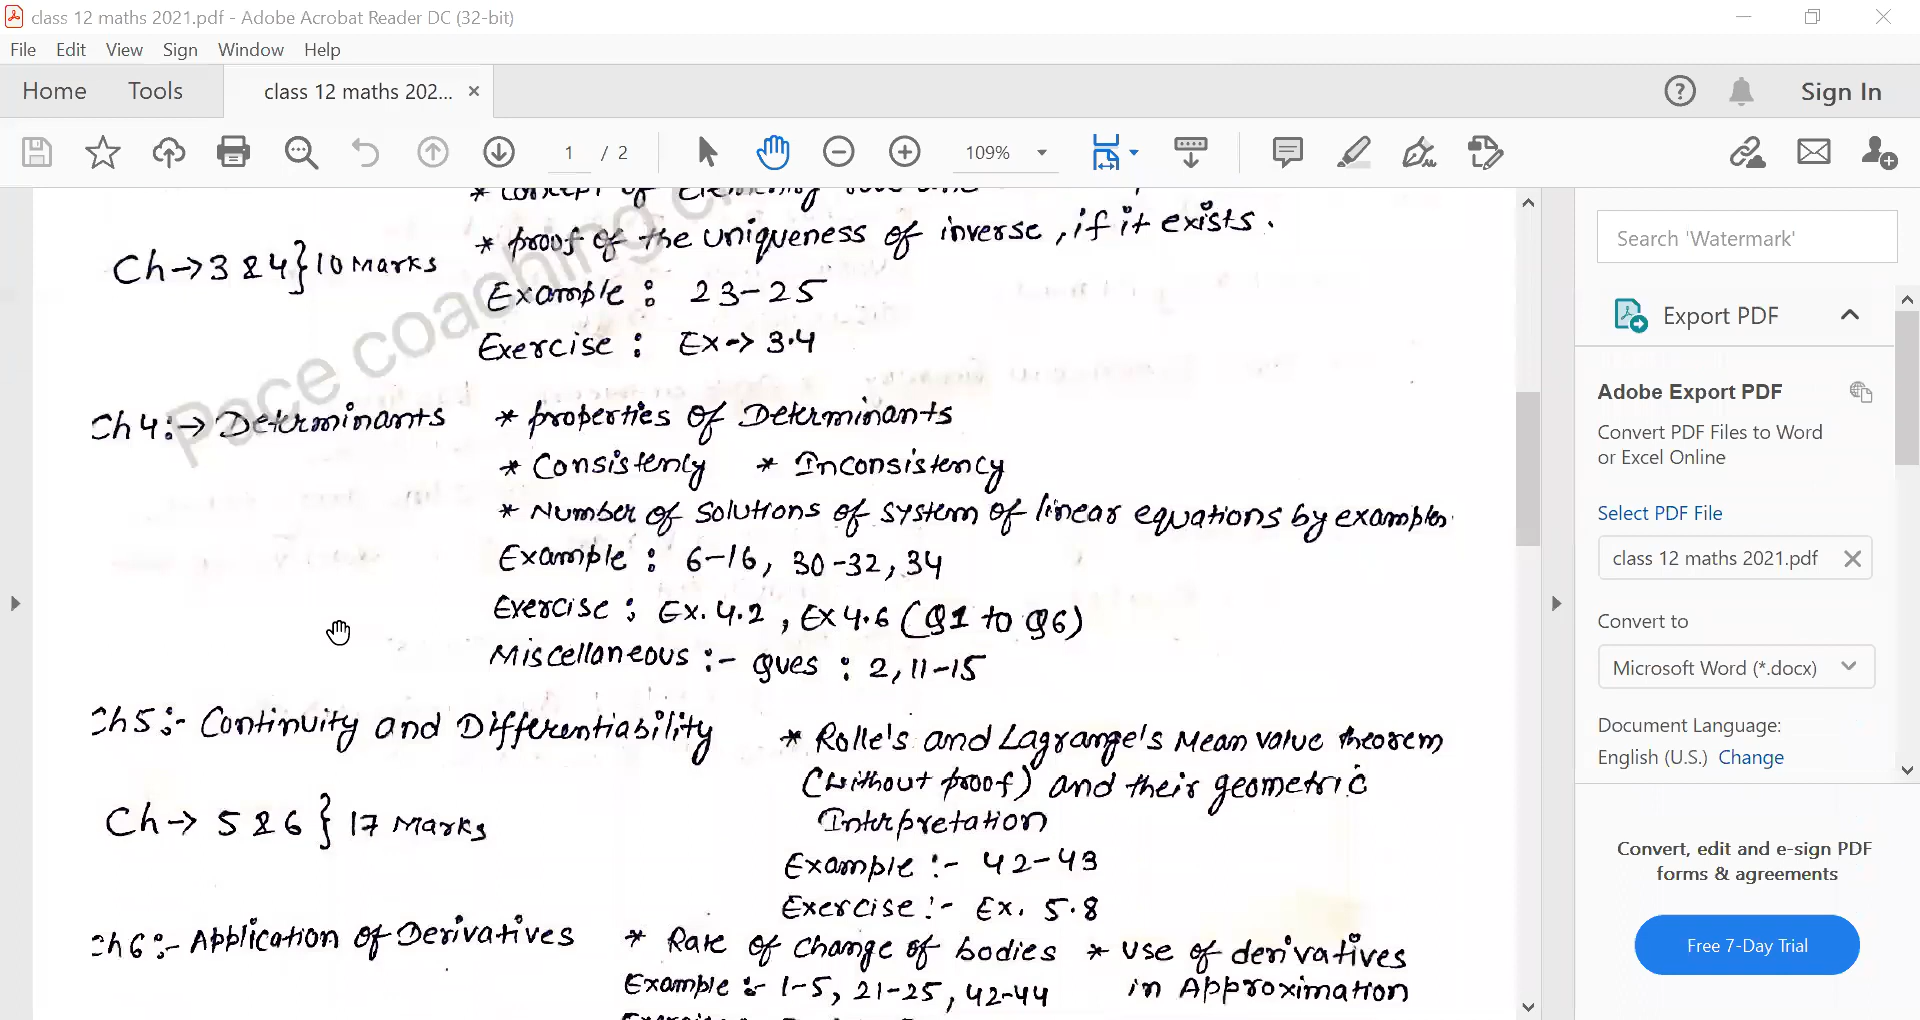 class 12 maths 2021.pdf - Adobe Acrobat Reader DC (32-bit)
File Edit View Sign Window Help
Home Tools class 12 maths 202... × Sign In
1 / 2 109%
* proof of the uniqueness of inverse, if it exists.
Ch→3 & 4} 10 Marks
Example : 23-25
Exercise : Ex→ 3.4
Pace coaching
Ch4:→ Determinants * properties of Determinants
* Consistency * Inconsistency
* Number of solutions of system of linear equations by examples.
Example : 6-16, 30-32, 34
Exercise : Ex. 4.2, Ex 4.6 (Q1 to Q6)
Miscellaneous :- Ques : 2, 11-15
Ch5:- Continuity and Differentiability * Rolle's and Lagrange's Mean value theorem
(without proof) and their geometric
Interpretation
Ch→ 5 & 6 } 17 Marks
Example :- 42-43
Exercise :- Ex. 5.8
Ch6:- Application of Derivatives * Rate of change of bodies * Use of derivatives
in Approximation
Example :- 1-5, 21-25, 42-44
Search 'Watermark'
Export PDF
Adobe Export PDF
Convert PDF Files to Word
or Excel Online
Select PDF File
class 12 maths 2021.pdf
Convert to
Microsoft Word (*.docx)
Document Language:
English (U.S.) Change
Convert, edit and e-sign PDF
forms & agreements
Free 7-Day Trial